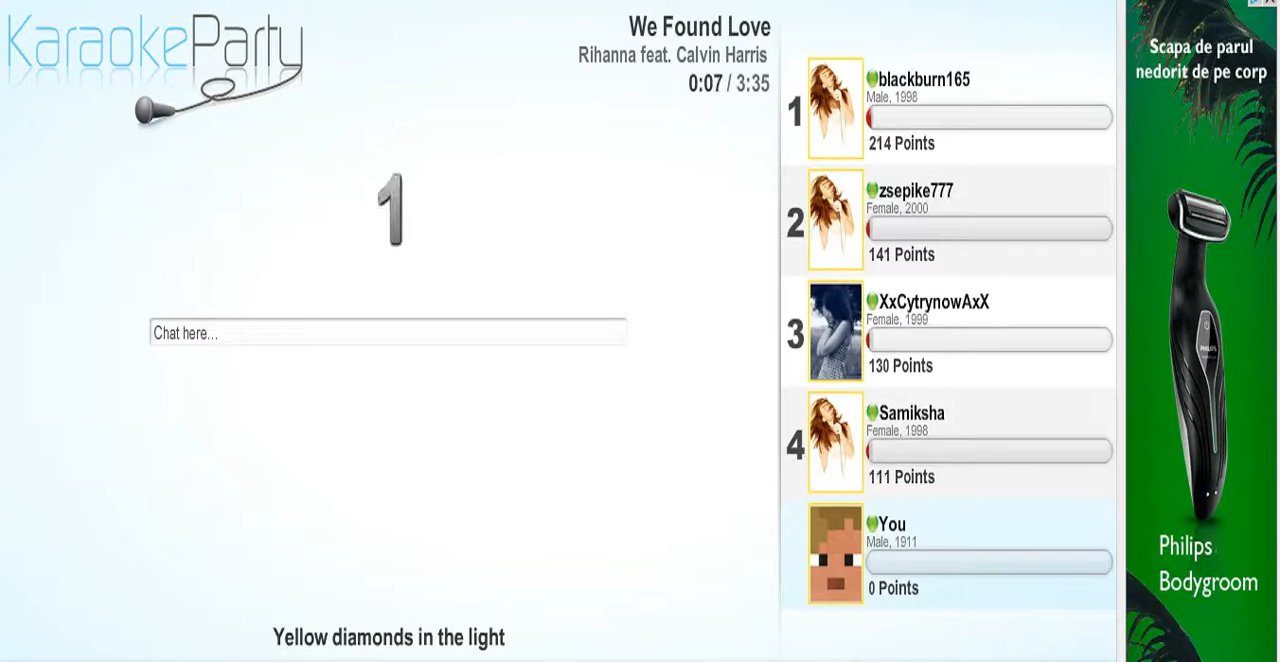 KaraokeParty
We Found Love
Rihanna feat. Calvin Harris
0:07 / 3:35
1
Chat here...
Yellow diamonds in the light
1
blackburn165
Male, 1998
214 Points
2
zsepike777
Female, 2000
141 Points
3
XxCytrynowAxX
Female, 1999
130 Points
4
Samiksha
Female, 1998
111 Points
You
Male, 1911
0 Points
Scapa de parul
nedorit de pe corp
PHILIPS
Philips
Bodygroom